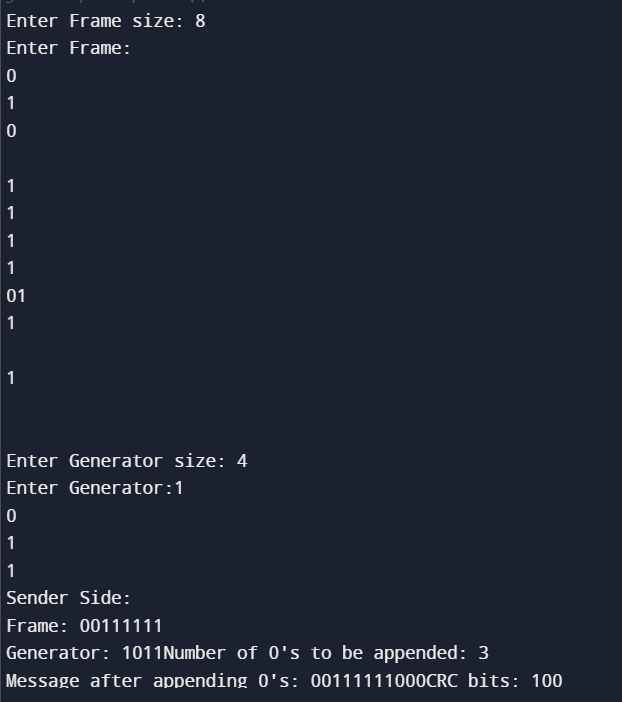 Enter Frame size: 8
Enter Frame:
0
1
0
1
1
1
1
01
1
1
Enter Generator size: 4
Enter Generator:1
0
1
1
Sender Side:
Frame: 00111111
Generator: 1011Number of 0's to be appended: 3
Message after appending 0's: 00111111000CRC bits: 100